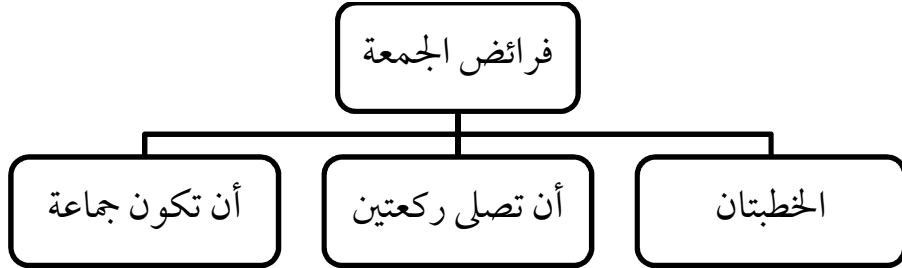 فرائض الجمعة
الخطبتان
أن تصلى ركعتين
أن تكون جماعة